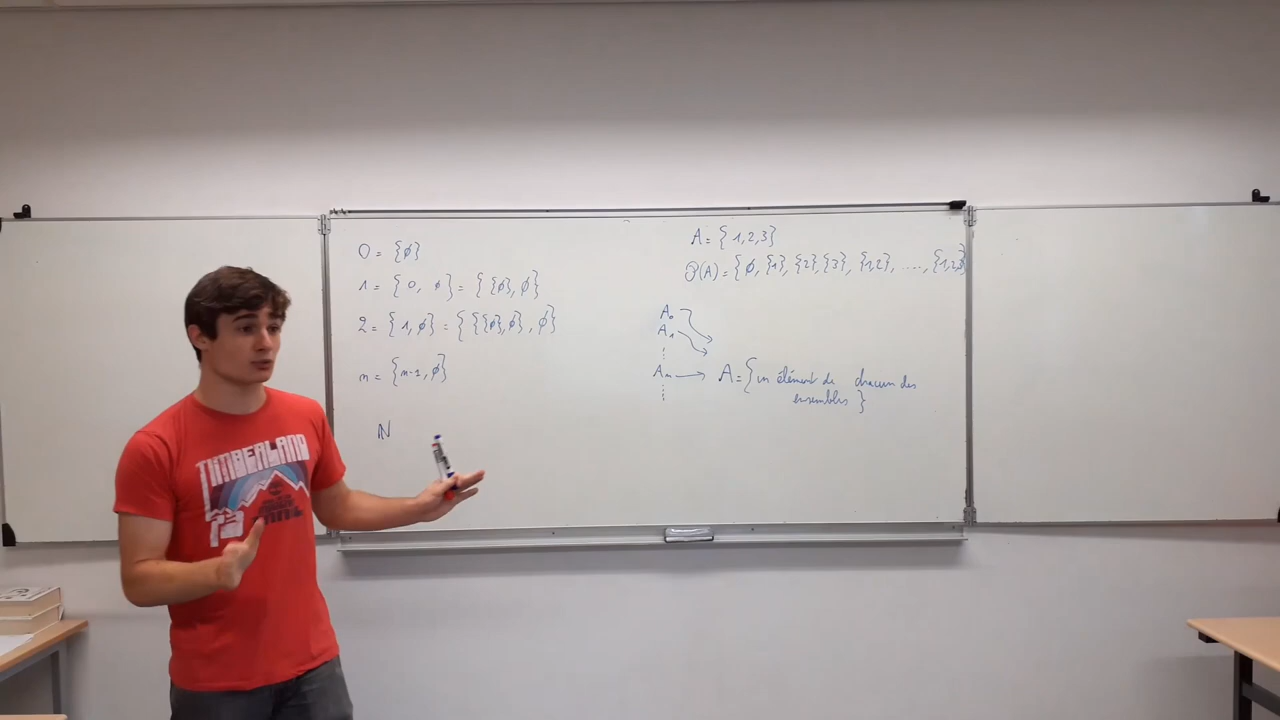 0 = {∅}
1 = {0, ∅} = {{∅}, ∅}
2 = {1, ∅} = {{{∅}, ∅}, ∅}
n = {n-1, ∅}
ℕ
A = {1,2,3}
P(A) = {∅, {1}, {2}, {3}, {1,2}, ...., {1,2,3}
A₀
A₁
⋮
Aₙ → A = {un élément de chacun des
ensembles}
⋮
TIMBERLAND
73